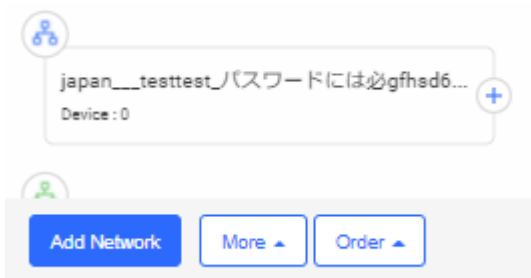 japan___testtest_パスワードには必gfhsd6...
Device : 0
Add Network
More
Order